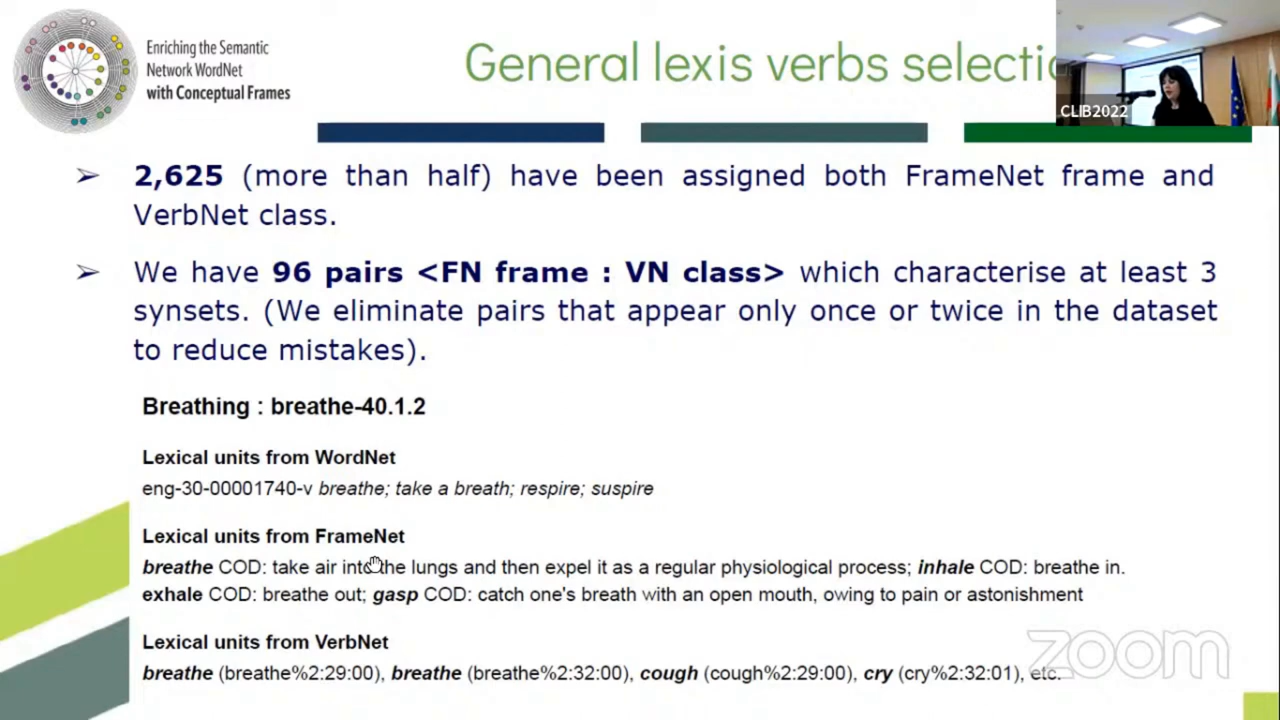 Enriching the Semantic
Network WordNet
with Conceptual Frames
General lexis verbs selectio
CLIB2022
➢ 2,625 (more than half) have been assigned both FrameNet frame and
VerbNet class.
➢ We have 96 pairs <FN frame : VN class> which characterise at least 3
synsets. (We eliminate pairs that appear only once or twice in the dataset
to reduce mistakes).
Breathing : breathe-40.1.2
Lexical units from WordNet
eng-30-00001740-v breathe; take a breath; respire; suspire
Lexical units from FrameNet
breathe COD: take air into the lungs and then expel it as a regular physiological process; inhale COD: breathe in.
exhale COD: breathe out; gasp COD: catch one's breath with an open mouth, owing to pain or astonishment
Lexical units from VerbNet
breathe (breathe%2:29:00), breathe (breathe%2:32:00), cough (cough%2:29:00), cry (cry%2:32:01), etc.
zoom